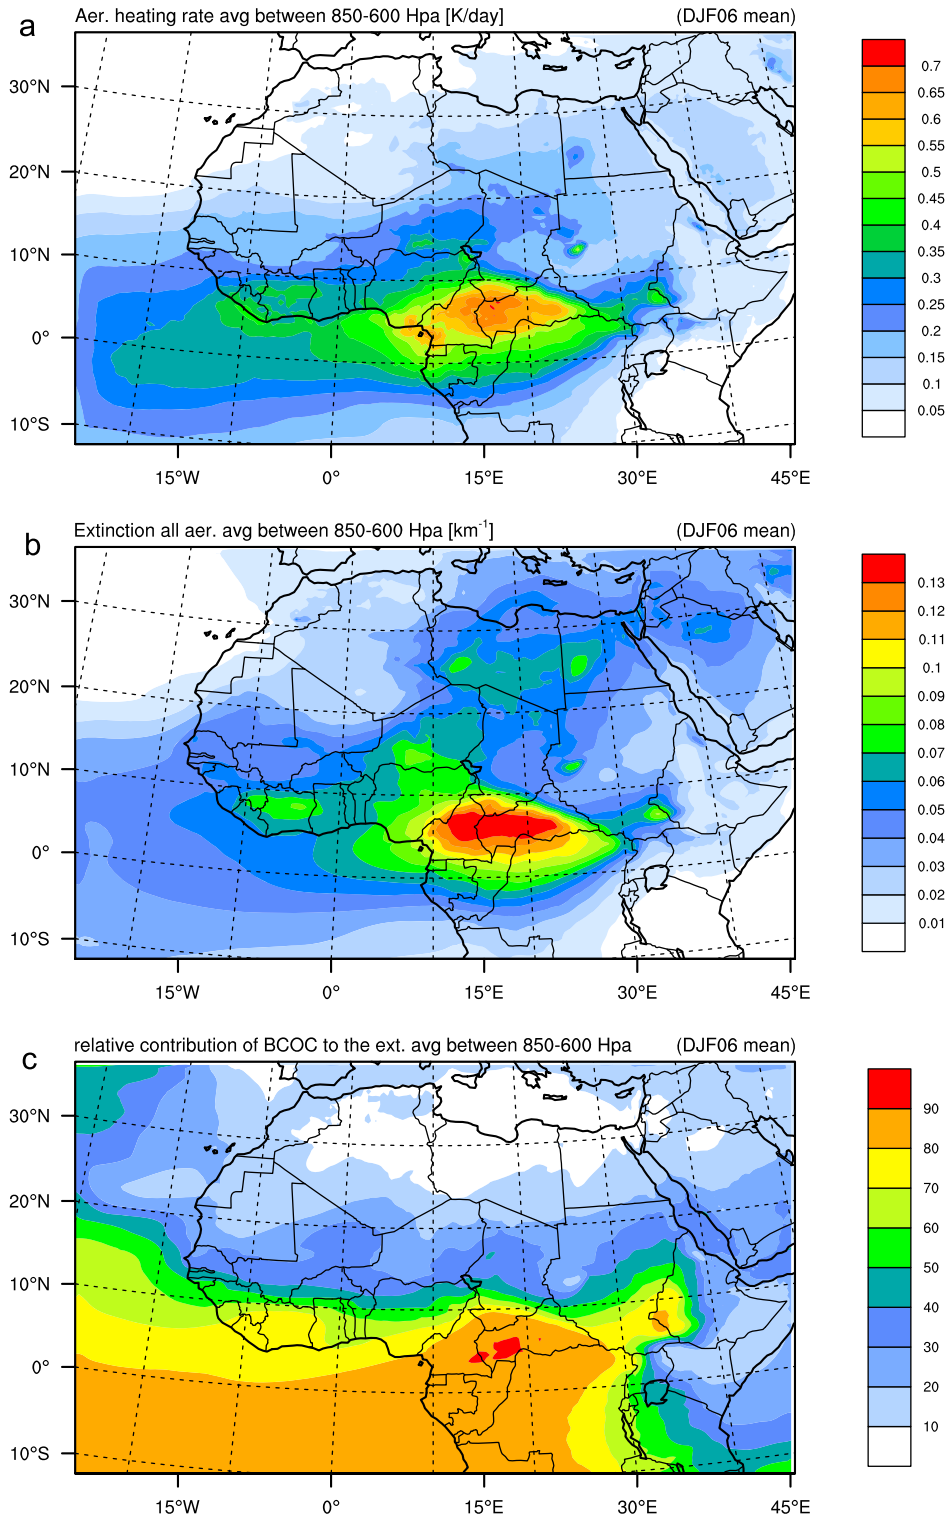 a
Aer. heating rate avg between 850-600 Hpa [K/day] (DJF06 mean)
30°N
20°N
10°N
0°
10°S
15°W 0° 15°E 30°E 45°E
0.7
0.65
0.6
0.55
0.5
0.45
0.4
0.35
0.3
0.25
0.2
0.15
0.1
0.05
b
Extinction all aer. avg between 850-600 Hpa [km⁻¹] (DJF06 mean)
30°N
20°N
10°N
0°
10°S
15°W 0° 15°E 30°E 45°E
0.13
0.12
0.11
0.1
0.09
0.08
0.07
0.06
0.05
0.04
0.03
0.02
0.01
c
relative contribution of BCOC to the ext. avg between 850-600 Hpa (DJF06 mean)
30°N
20°N
10°N
0°
10°S
15°W 0° 15°E 30°E 45°E
90
80
70
60
50
40
30
20
10